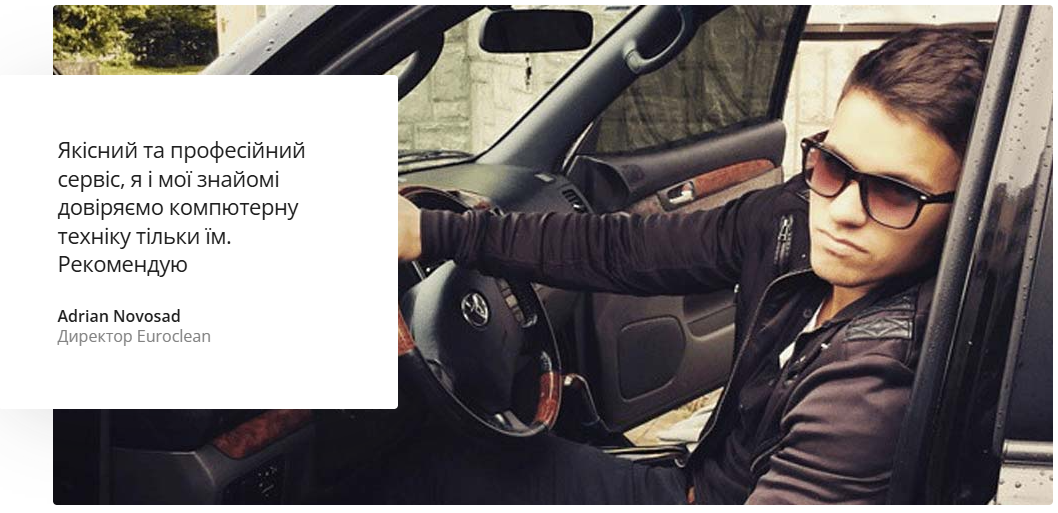 Якісний та професійний
сервіс, я і мої знайомі
довіряємо компютерну
техніку тільки їм.
Рекомендую
Adrian Novosad
Директор Euroclean